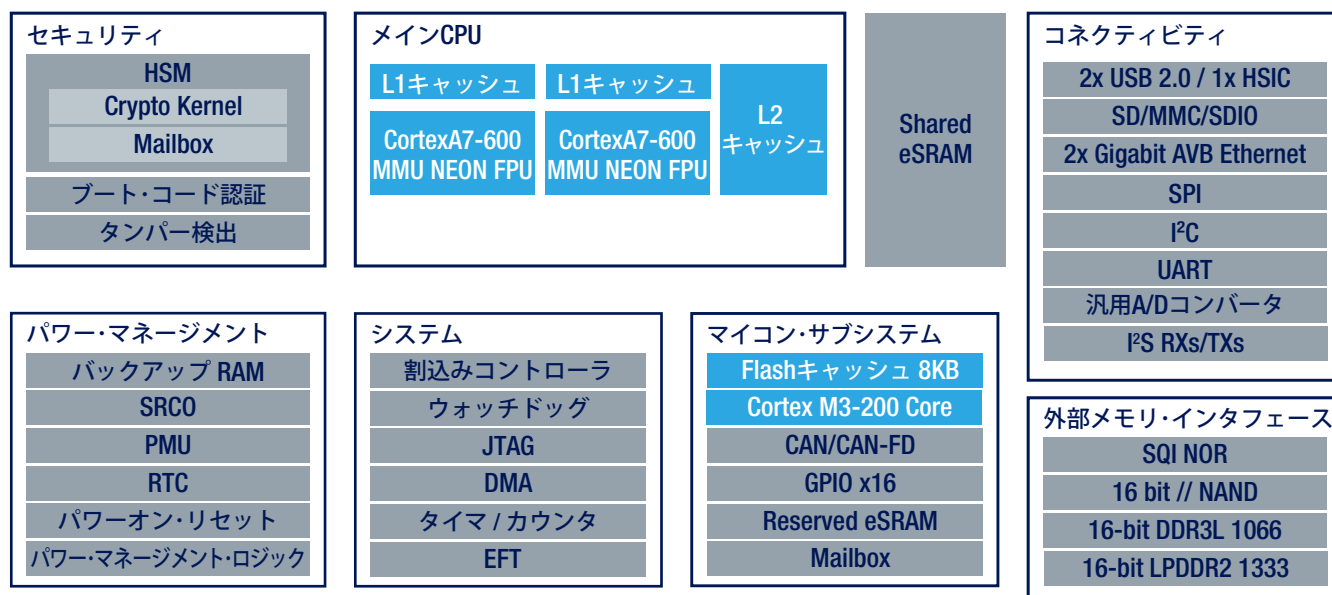 セキュリティ
HSM
Crypto Kernel
Mailbox
ブート・コード認証
タンパー検出
メインCPU
L1キャッシュ
L1キャッシュ
CortexA7-600
MMU NEON FPU
CortexA7-600
MMU NEON FPU
L2
キャッシュ
Shared
eSRAM
コネクティビティ
2x USB 2.0 / 1x HSIC
SD/MMC/SDIO
2x Gigabit AVB Ethernet
SPI
I²C
UART
汎用A/Dコンバータ
I²S RXs/TXs
パワー・マネージメント
バックアップ RAM
SRCO
PMU
RTC
パワーオン・リセット
パワー・マネージメント・ロジック
システム
割込みコントローラ
ウォッチドッグ
JTAG
DMA
タイマ / カウンタ
EFT
マイコン・サブシステム
Flashキャッシュ 8KB
Cortex M3-200 Core
CAN/CAN-FD
GPIO x16
Reserved eSRAM
Mailbox
外部メモリ・インタフェース
SQI NOR
16 bit // NAND
16-bit DDR3L 1066
16-bit LPDDR2 1333